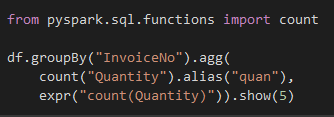 from pyspark.sql.functions import count
df.groupBy("InvoiceNo").agg(
    count("Quantity").alias("quan"),
    expr("count(Quantity)")).show(5)